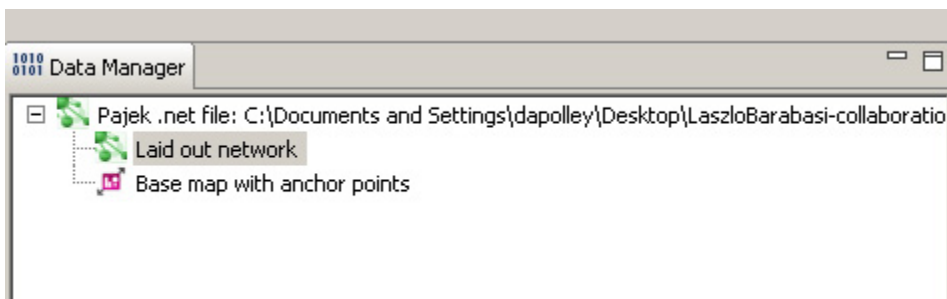 1010
0101 Data Manager
Pajek .net file: C:\Documents and Settings\dapolley\Desktop\LaszloBarabasi-collaboratio
Laid out network
Base map with anchor points